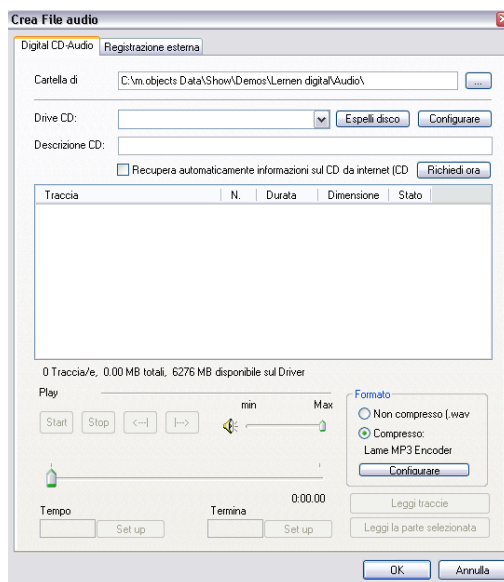 Crea File audio
Digital CD-Audio Registrazione esterna
Cartella di C:\m.objects Data\Show\Demos\Lernen digital\Audio\ ...
Drive CD: Espelli disco Configurare
Descrizione CD:
Recupera automaticamente informazioni sul CD da internet (CD Richiedi ora
Traccia N. Durata Dimensione Stato
0 Traccia/e, 0.00 MB totali, 6276 MB disponibile sul Driver
Play
min Max
Start Stop <---| |--->
Formato
Non compresso (.wav
Compresso:
Lame MP3 Encoder
Configurare
0:00.00
Tempo Termina
Set up Set up
Leggi traccie
Leggi la parte selezionata
OK Annulla